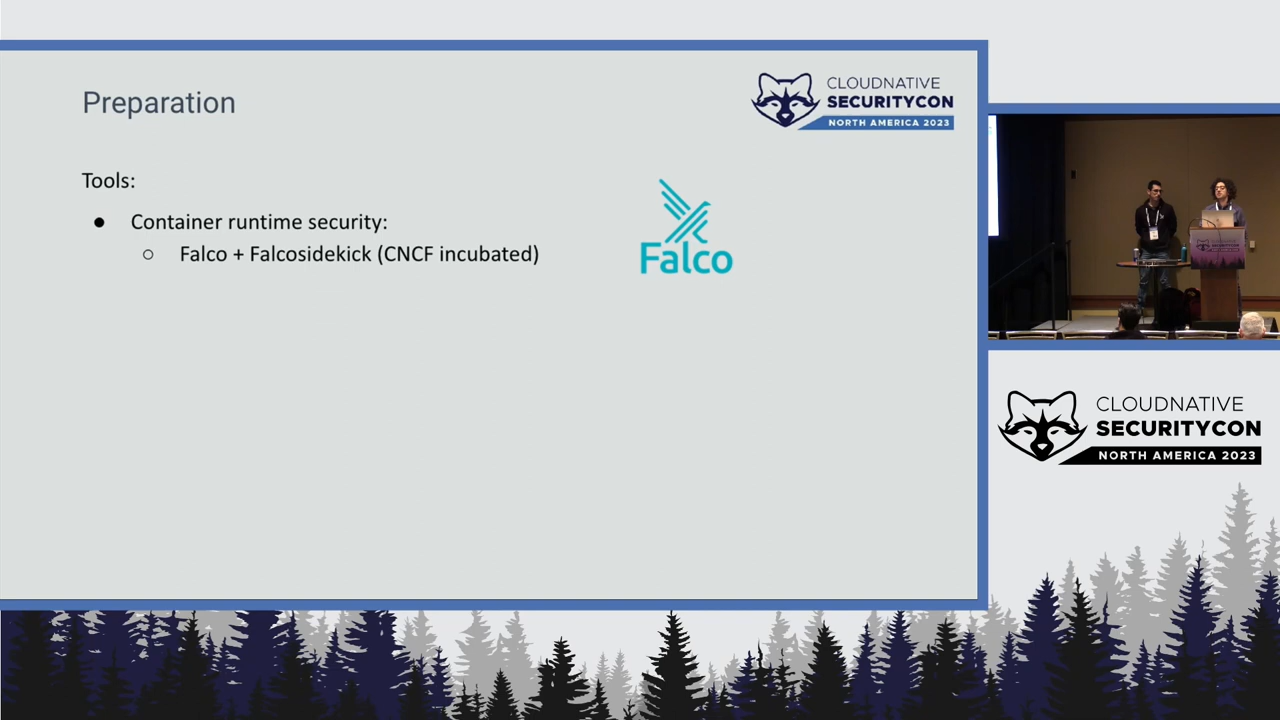 Preparation
CLOUDNATIVE
SECURITYCON
NORTH AMERICA 2023
Tools:
● Container runtime security:
○ Falco + Falcosidekick (CNCF incubated)
Falco
CLOUDNATIVE
SECURITYCON
NORTH AMERICA 2023